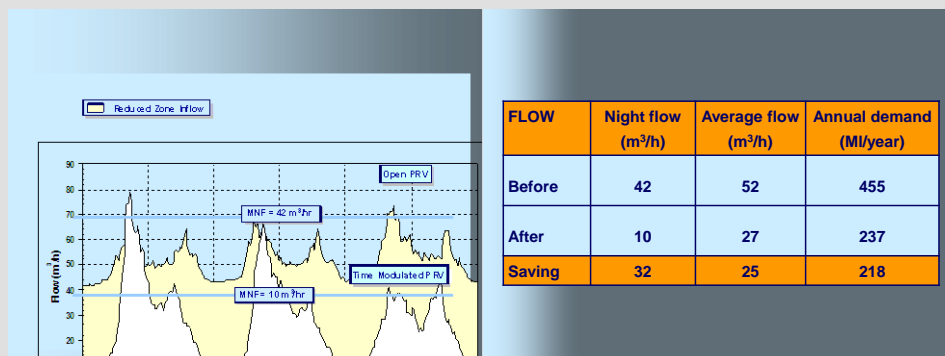 Reduced Zone Inflow
Open PRV
MNF = 42 m³/hr
Time Modulated PRV
MNF= 10 m³hr
Flow (m³/h)
90
80
70
60
50
40
30
20
FLOW Night flow (m³/h) Average flow (m³/h) Annual demand (Ml/year)
Before 42 52 455
After 10 27 237
Saving 32 25 218